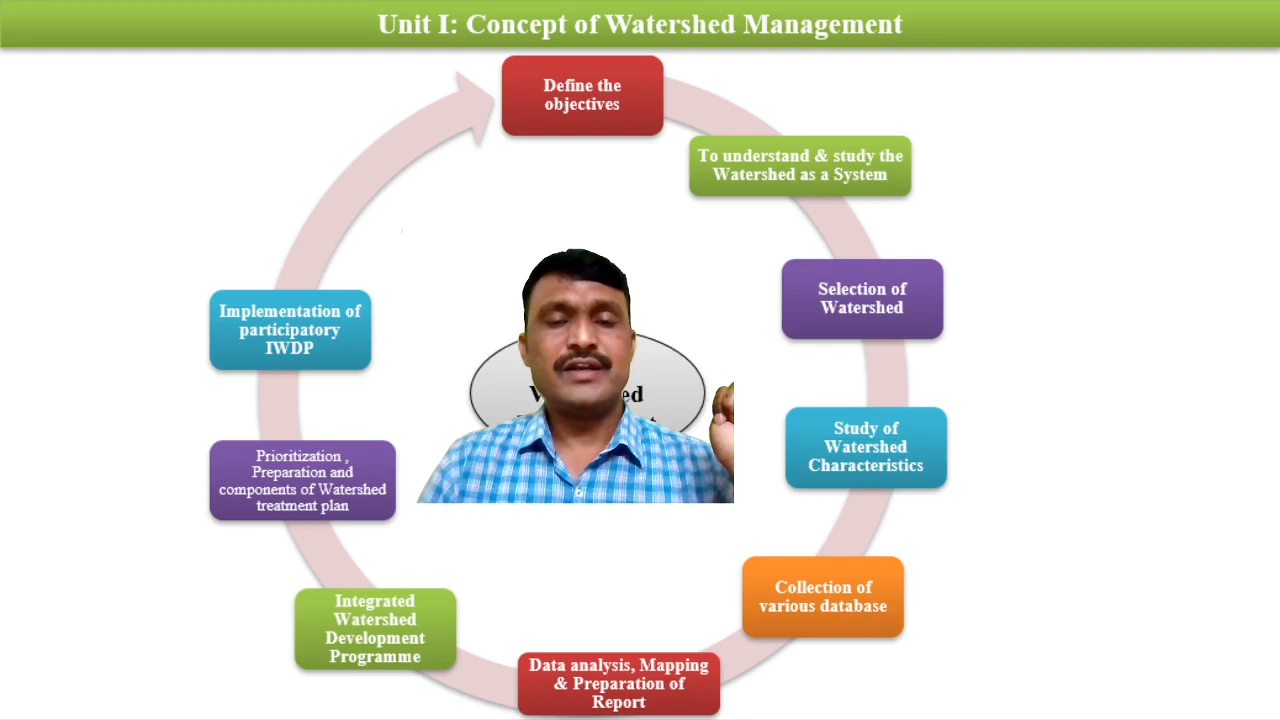 Unit I: Concept of Watershed Management
Define the
objectives
To understand & study the
Watershed as a System
Selection of
Watershed
Study of
Watershed
Characteristics
Collection of
various database
Data analysis, Mapping
& Preparation of
Report
Integrated
Watershed
Development
Programme
Prioritization ,
Preparation and
components of Watershed
treatment plan
Implementation of
participatory
IWDP